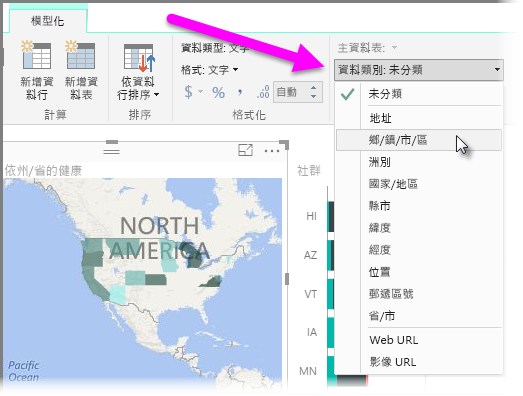 模型化
新增資料行
新增資料表
計算
依資料行排序
排序
資料類型: 文字
格式: 文字
$ % , .00 自動
格式化
主資料表:
資料類別: 未分類
未分類
地址
鄉/鎮/市/區
洲別
國家/地區
縣市
緯度
經度
位置
郵遞區號
省/市
Web URL
影像 URL
依州/省的健康
NORTH
AMERICA
Pacific
Ocean
社群
HI
AZ
VT
IA
MN